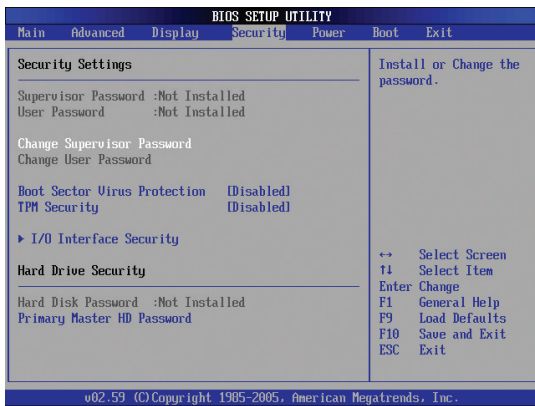 BIOS SETUP UTILITY
Main Advanced Display Security Power Boot Exit
Security Settings
Supervisor Password :Not Installed
User Password :Not Installed
Change Supervisor Password
Change User Password
Boot Sector Virus Protection [Disabled]
TPM Security [Disabled]
▶ I/O Interface Security
Hard Drive Security
Hard Disk Password :Not Installed
Primary Master HD Password
Install or Change the
password.
↔ Select Screen
↑↓ Select Item
Enter Change
F1 General Help
F9 Load Defaults
F10 Save and Exit
ESC Exit
v02.59 (C)Copyright 1985-2005, American Megatrends, Inc.